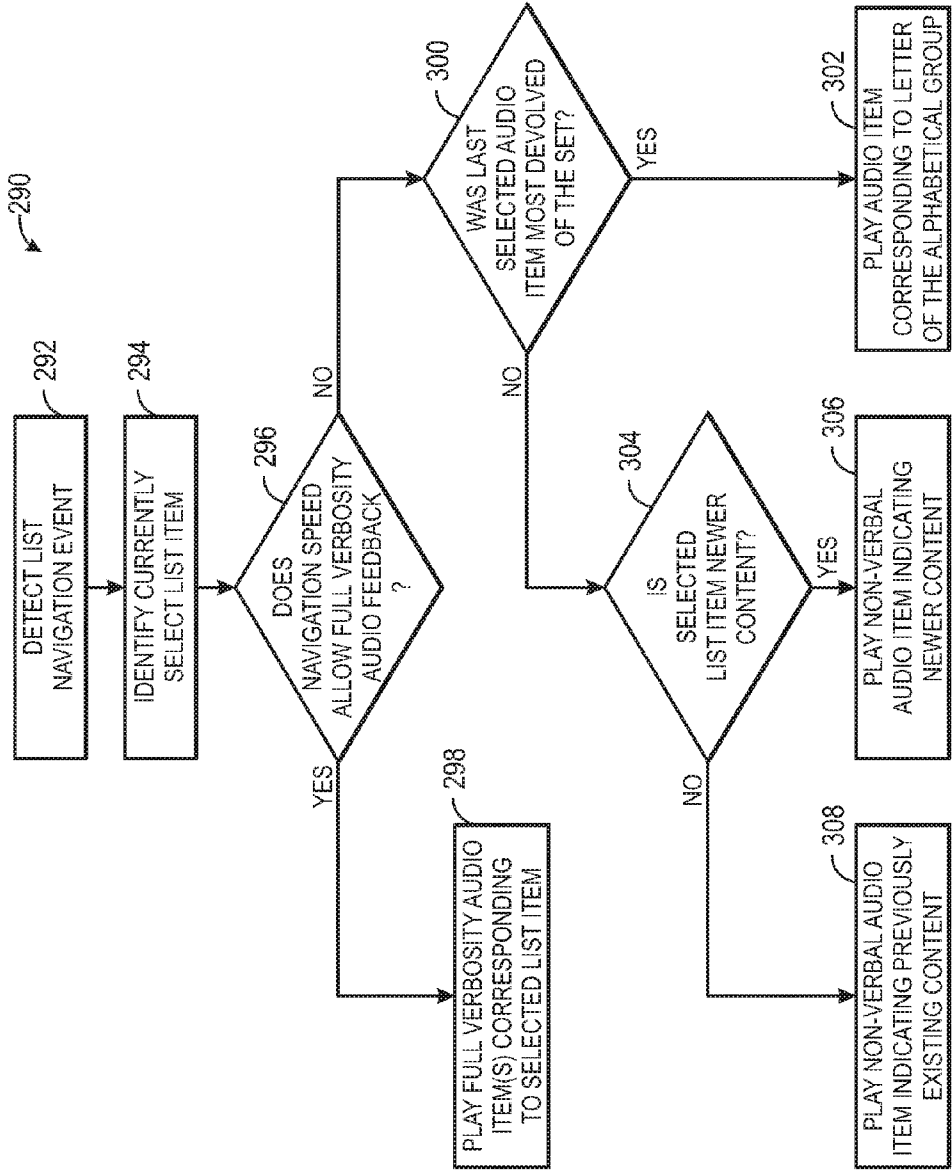 290
DETECT LIST
NAVIGATION EVENT
292
IDENTIFY CURRENTLY
SELECT LIST ITEM
294
DOES
NAVIGATION SPEED
ALLOW FULL VERBOSITY
AUDIO FEEDBACK
?
296
YES
NO
PLAY FULL VERBOSITY AUDIO
ITEM(S) CORRESPONDING
TO SELECTED LIST ITEM
298
WAS LAST
SELECTED AUDIO
ITEM MOST DEVOLVED
OF THE SET?
300
NO
YES
IS
SELECTED
LIST ITEM NEWER
CONTENT?
304
NO
YES
PLAY NON-VERBAL AUDIO
ITEM INDICATING PREVIOUSLY
EXISTING CONTENT
308
PLAY NON-VERBAL
AUDIO ITEM INDICATING
NEWER CONTENT
306
PLAY AUDIO ITEM
CORRESPONDING TO LETTER
OF THE ALPHABETICAL GROUP
302